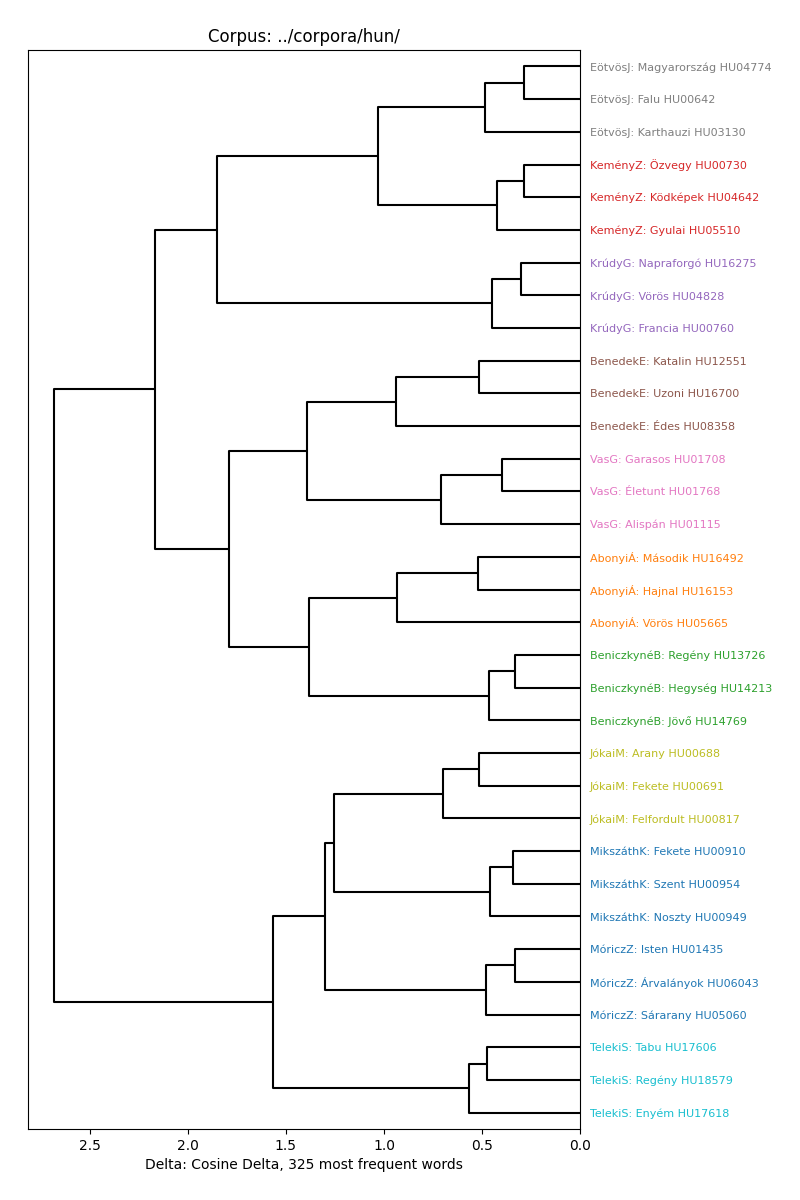 Corpus: ../corpora/hun/
EötvösJ: Magyarország HU04774
EötvösJ: Falu HU00642
EötvösJ: Karthauzi HU03130
KeményZ: Özvegy HU00730
KeményZ: Ködképek HU04642
KeményZ: Gyulai HU05510
KrúdyG: Napraforgó HU16275
KrúdyG: Vörös HU04828
KrúdyG: Francia HU00760
BenedekE: Katalin HU12551
BenedekE: Uzoni HU16700
BenedekE: Édes HU08358
VasG: Garasos HU01708
VasG: Életunt HU01768
VasG: Alispán HU01115
AbonyiÁ: Második HU16492
AbonyiÁ: Hajnal HU16153
AbonyiÁ: Vörös HU05665
BeniczkynéB: Regény HU13726
BeniczkynéB: Hegység HU14213
BeniczkynéB: Jövő HU14769
JókaiM: Arany HU00688
JókaiM: Fekete HU00691
JókaiM: Felfordult HU00817
MikszáthK: Fekete HU00910
MikszáthK: Szent HU00954
MikszáthK: Noszty HU00949
MóriczZ: Isten HU01435
MóriczZ: Árvalányok HU06043
MóriczZ: Sárarany HU05060
TelekiS: Tabu HU17606
TelekiS: Regény HU18579
TelekiS: Enyém HU17618
2.5 2.0 1.5 1.0 0.5 0.0
Delta: Cosine Delta, 325 most frequent words